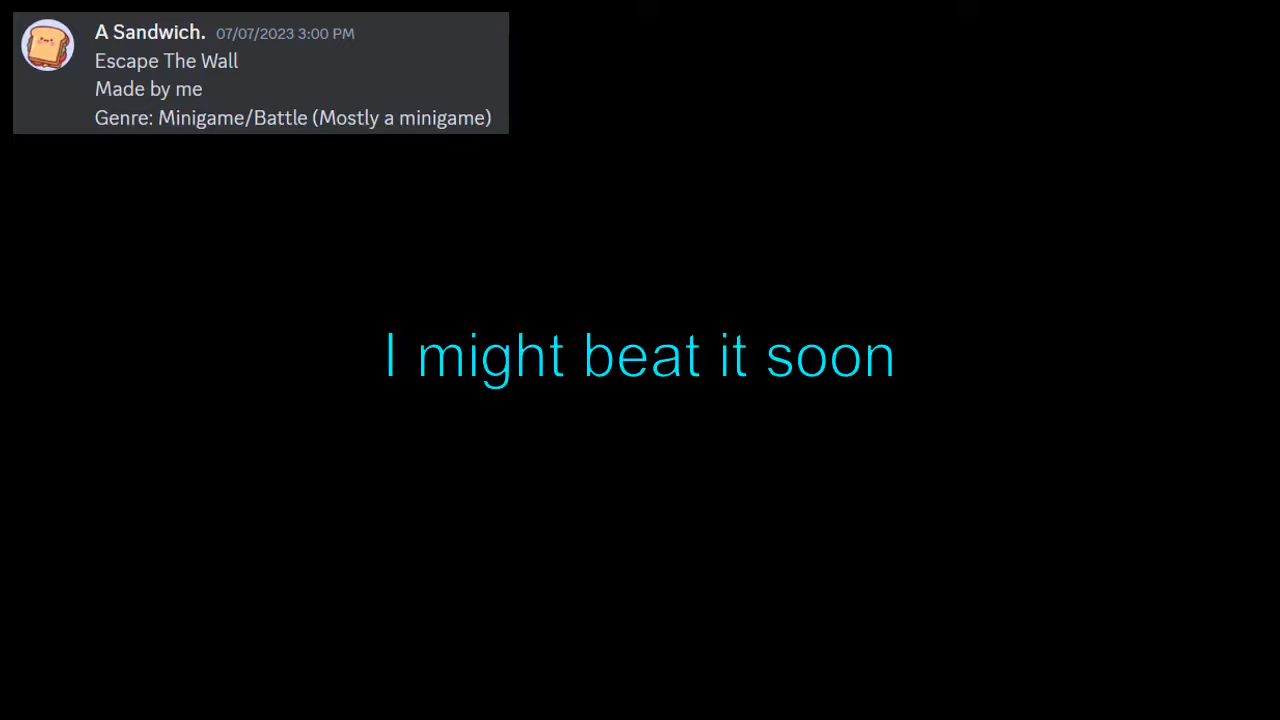 A Sandwich. 07/07/2023 3:00 PM
Escape The Wall
Made by me
Genre: Minigame/Battle (Mostly a minigame)
I might beat it soon